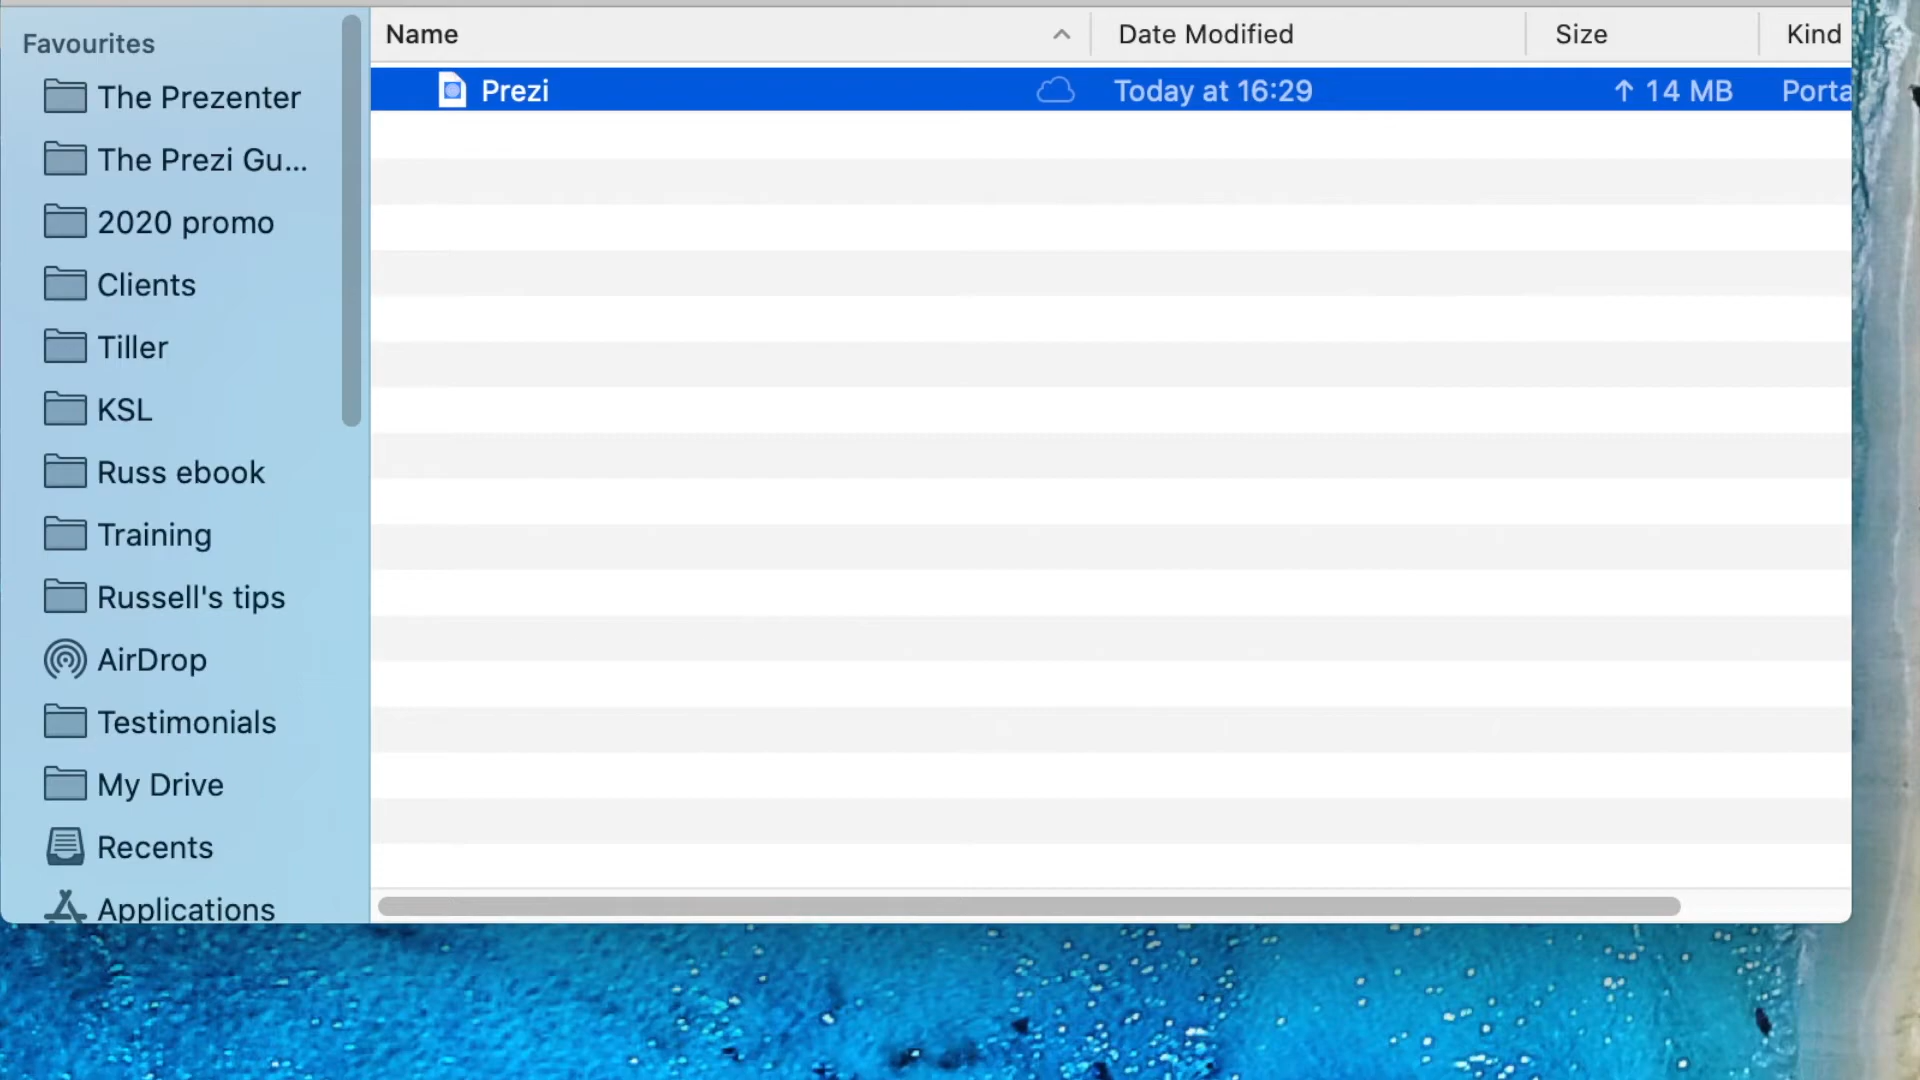 Favourites
The Prezenter
The Prezi Gu...
2020 promo
Clients
Tiller
KSL
Russ ebook
Training
Russell's tips
AirDrop
Testimonials
My Drive
Recents
Applications
Name Date Modified Size Kind
Prezi Today at 16:29 ↑ 14 MB Porta